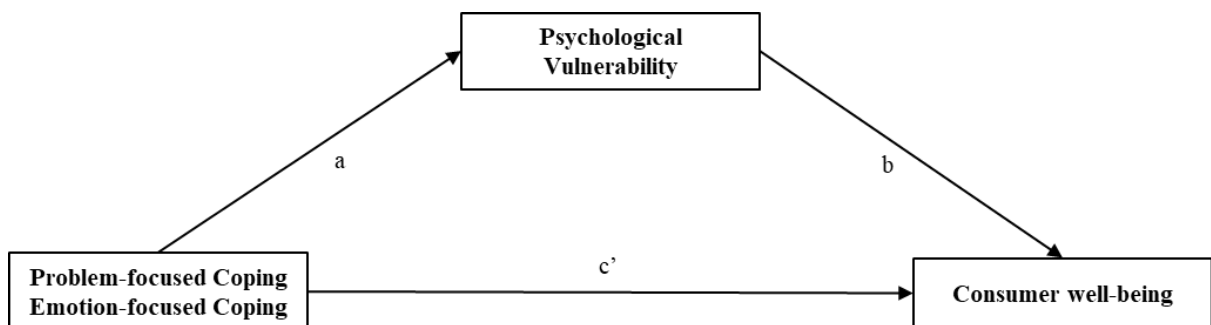 Psychological
Vulnerability
a
b
c’
Problem-focused Coping
Emotion-focused Coping
Consumer well-being